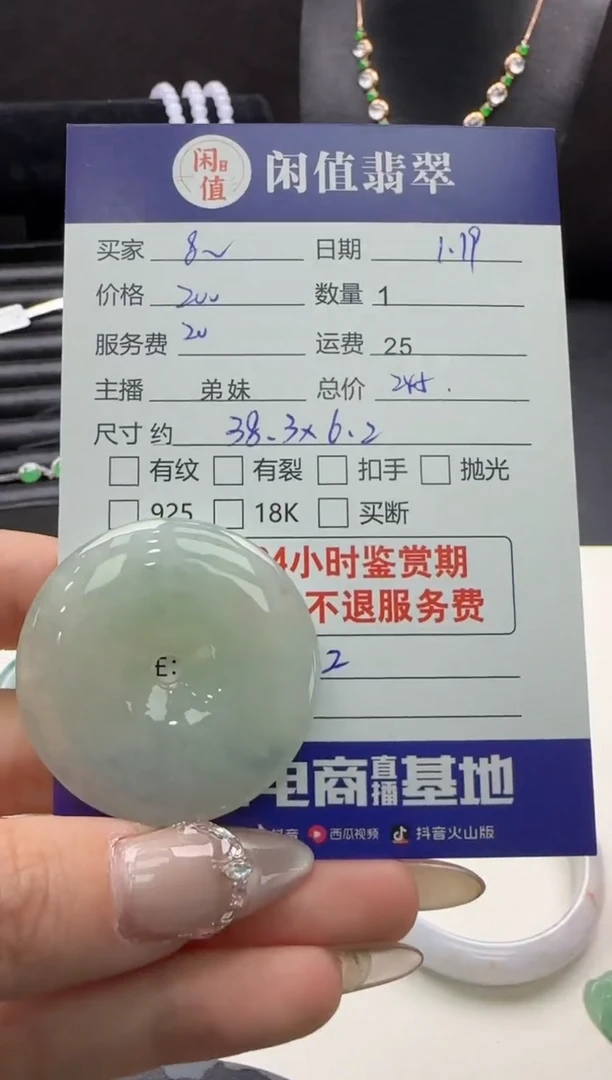 闲值
闲值翡翠
买家 8~ 日期 1.19
价格 200 数量 1
服务费 20 运费 25
主播 弟妹 总价 245.
尺寸 约 38.3×6.2
有纹 有裂 扣手 抛光
925 18K 买断
4小时鉴赏期
不退服务费
2
电商直播基地
抖音 西瓜视频 抖音火山版